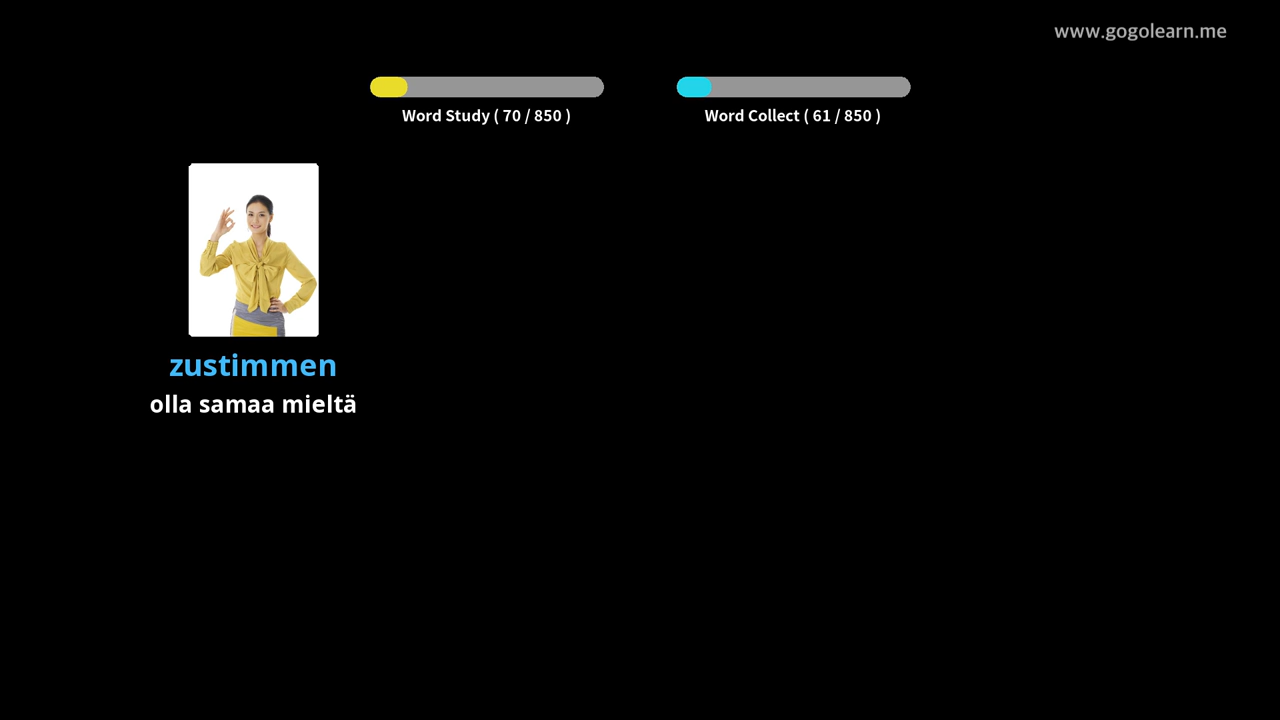 www.gogolearn.me
Word Study ( 70 / 850 )
Word Collect ( 61 / 850 )
zustimmen
olla samaa mieltä